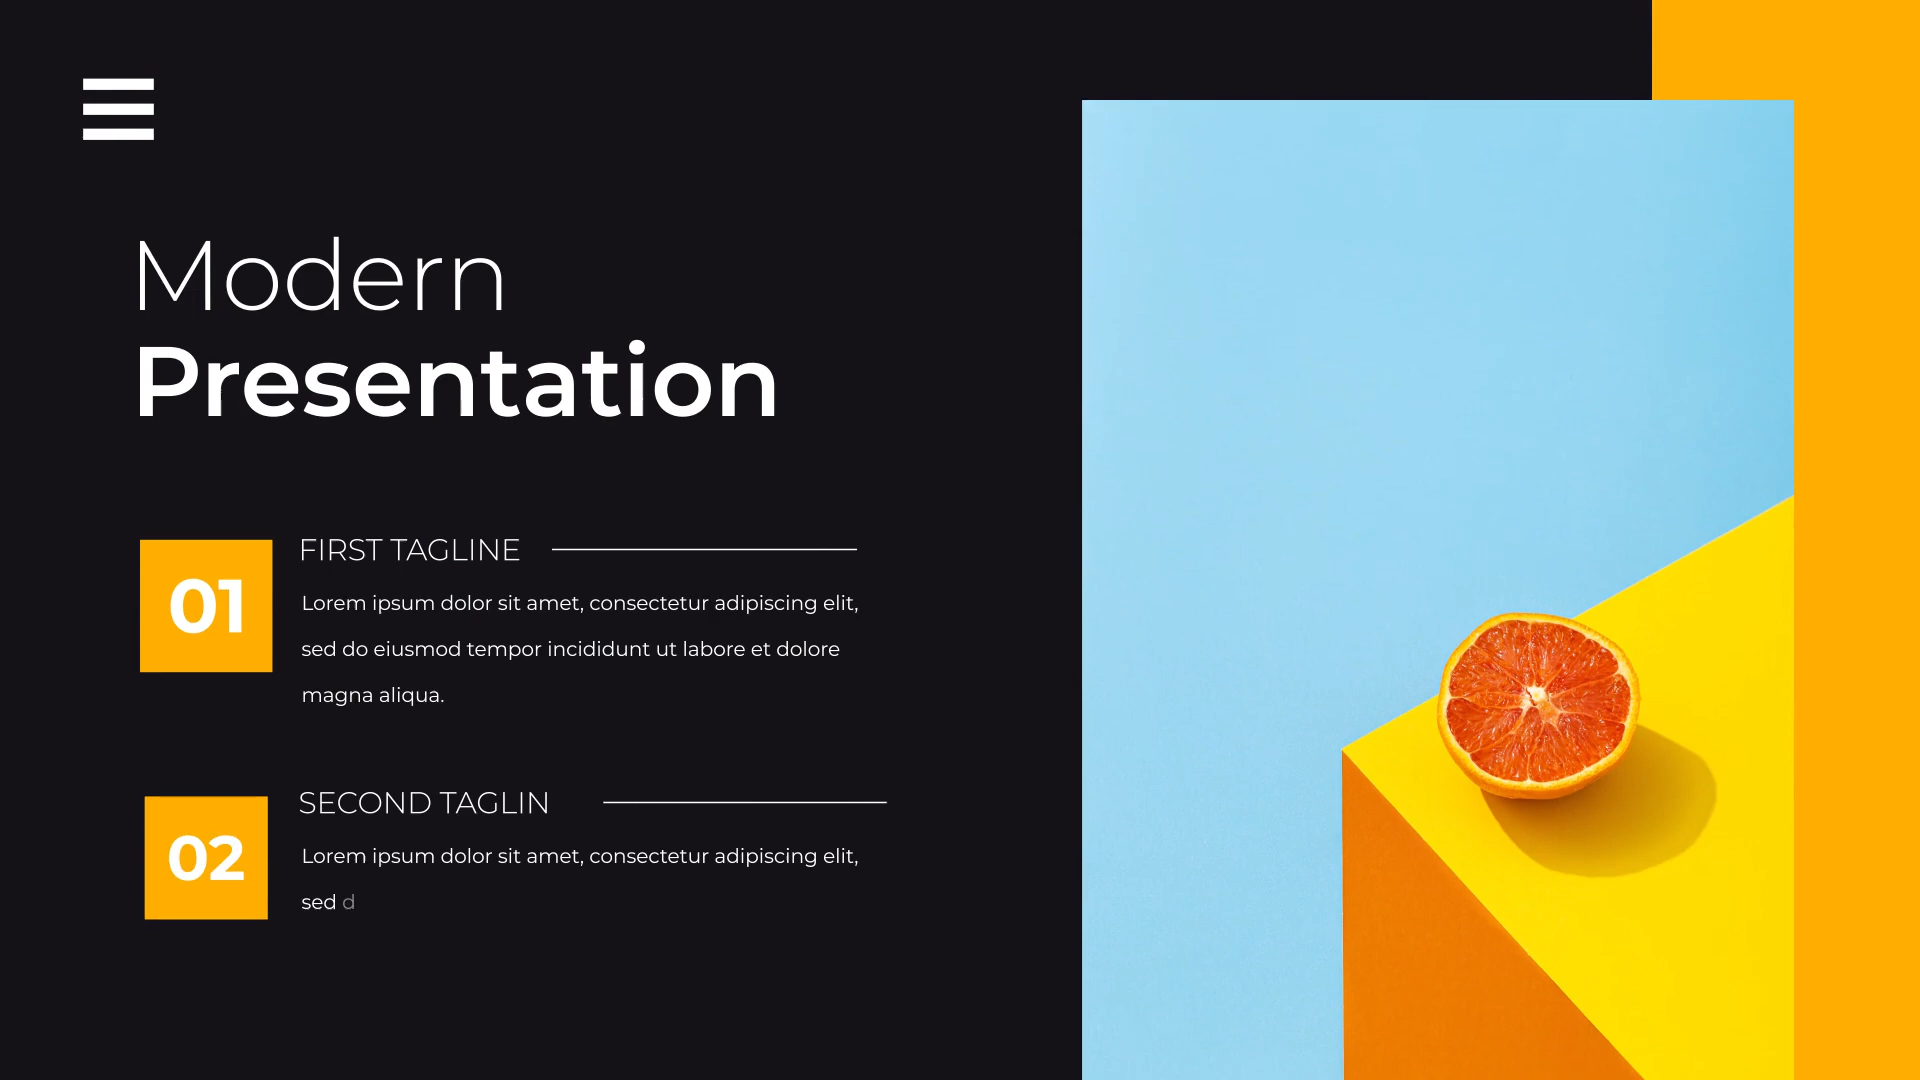 Modern
Presentation
01
FIRST TAGLINE
Lorem ipsum dolor sit amet, consectetur adipiscing elit,
sed do eiusmod tempor incididunt ut labore et dolore
magna aliqua.
02
SECOND TAGLIN
Lorem ipsum dolor sit amet, consectetur adipiscing elit,
sed d